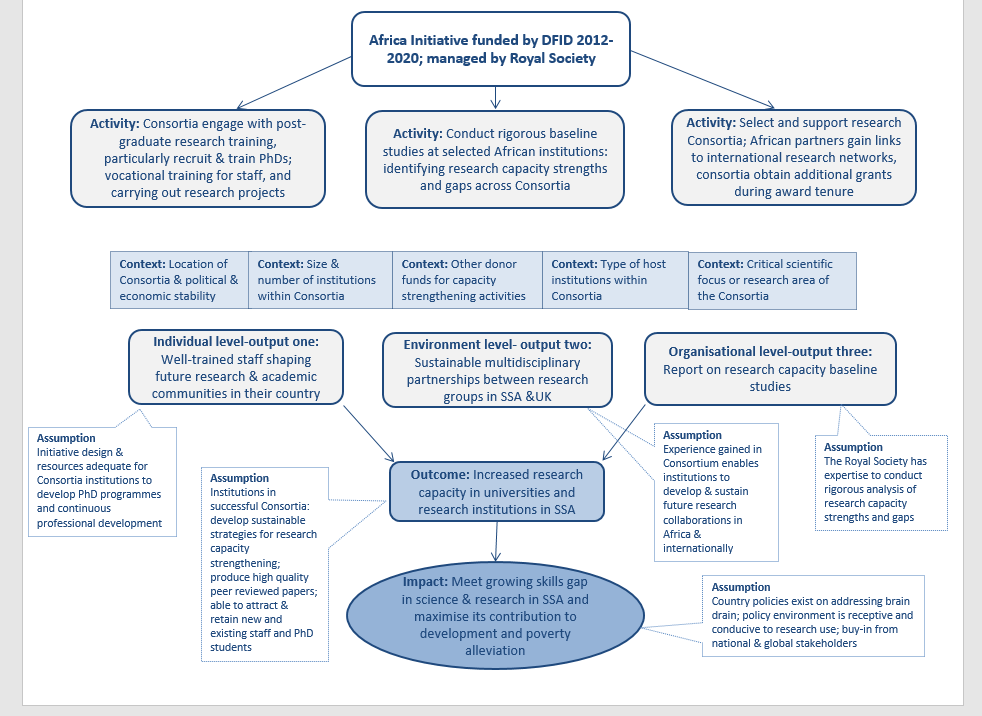 Africa Initiative funded by DFID 2012-
2020; managed by Royal Society
Activity: Consortia engage with post-
graduate research training,
particularly recruit & train PhDs;
vocational training for staff, and
carrying out research projects
Activity: Conduct rigorous baseline
studies at selected African institutions:
identifying research capacity strengths
and gaps across Consortia
Activity: Select and support research
Consortia; African partners gain links
to international research networks,
consortia obtain additional grants
during award tenure
Context: Location of
Consortia & political &
economic stability
Context: Size &
number of institutions
within Consortia
Context: Other donor
funds for capacity
strengthening activities
Context: Type of host
institutions within
Consortia
Context: Critical scientific
focus or research area of
the Consortia
Individual level-output one:
Well-trained staff shaping
future research & academic
communities in their country
Environment level- output two:
Sustainable multidisciplinary
partnerships between research
groups in SSA &UK
Organisational level-output three:
Report on research capacity baseline
studies
Assumption
Initiative design &
resources adequate for
Consortia institutions to
develop PhD programmes
and continuous
professional development
Assumption
Institutions in
successful Consortia:
develop sustainable
strategies for research
capacity
strengthening;
produce high quality
peer reviewed papers;
able to attract &
retain new and
existing staff and PhD
students
Outcome: Increased research
capacity in universities and
research institutions in SSA
Assumption
Experience gained in
Consortium enables
institutions to
develop & sustain
future research
collaborations in
Africa &
internationally
Assumption
The Royal Society has
expertise to conduct
rigorous analysis of
research capacity
strengths and gaps
Impact: Meet growing skills gap
in science & research in SSA and
maximise its contribution to
development and poverty
alleviation
Assumption
Country policies exist on addressing brain
drain; policy environment is receptive and
conducive to research use; buy-in from
national & global stakeholders